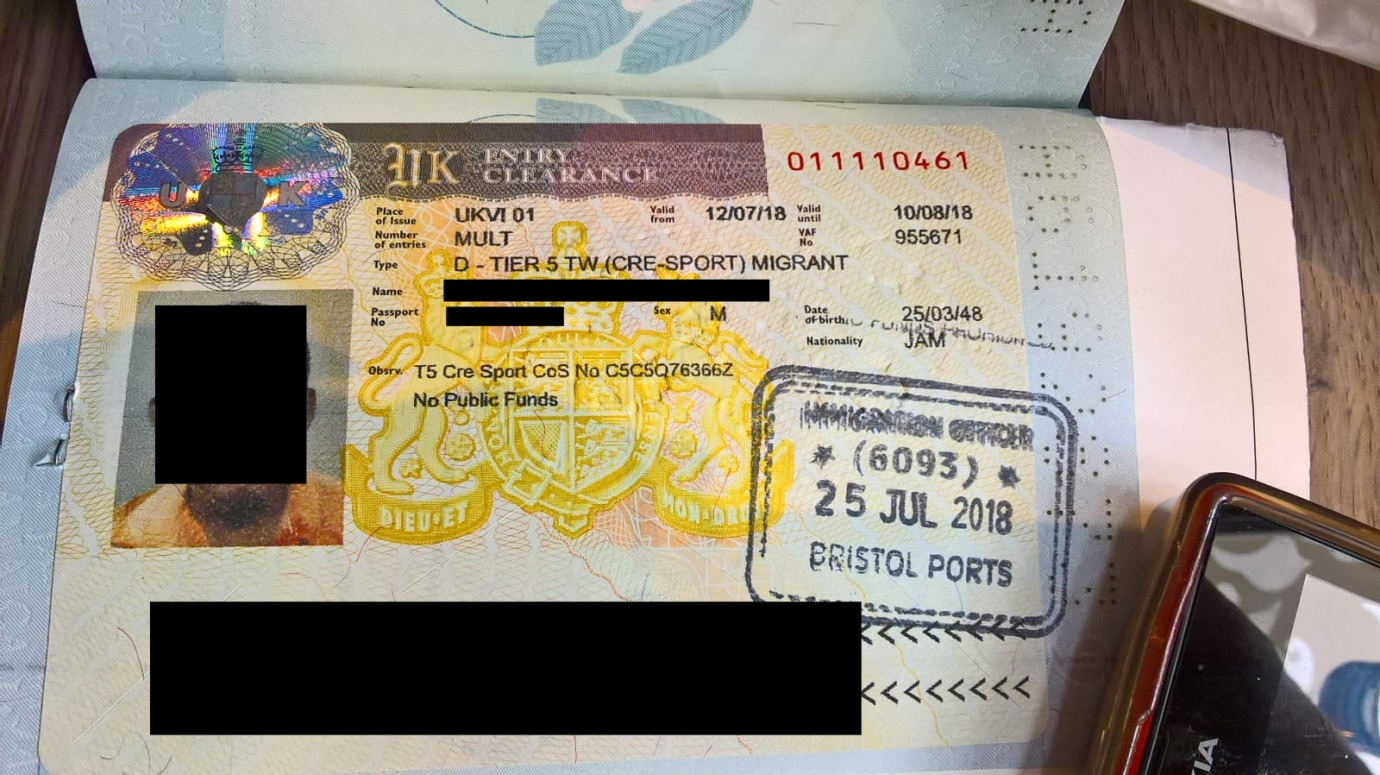 UK ENTRY CLEARANCE 011110461
U K
Place of Issue UKVI 01 Valid from 12/07/18 Valid until 10/08/18
Number of entries MULT VAF No 955671
Type D - TIER 5 TW (CRE-SPORT) MIGRANT
Name
Passport No Sex M Date of birth 25/03/48
Nationality JAM
Obsrv. T5 Cre Sport CoS No C5C5Q76366Z
No Public Funds
DIEU·ET MON·DRO
IMMIGRATION OFFICER
* (6093) *
25 JUL 2018
BRISTOL PORTS
<<<<<<<<
<<<<<<<<